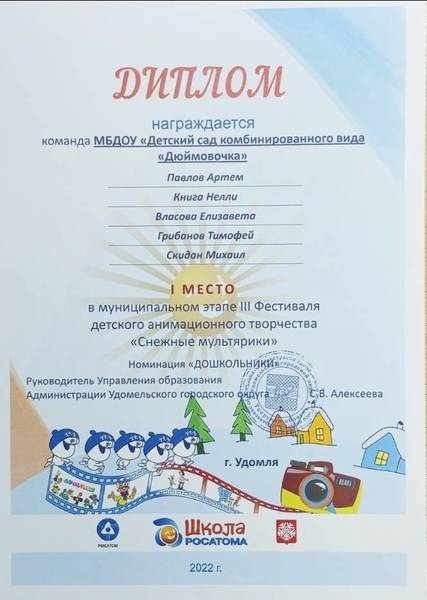 ДИПЛОМ
награждается
команда МБДОУ «Детский сад комбинированного вида
«Дюймовочка»
Павлов Артем
Книга Нелли
Власова Елизавета
Грибанов Тимофей
Скидан Михаил
I МЕСТО
в муниципальном этапе III Фестиваля
детского анимационного творчества
«Снежные мультярики»
Номинация «ДОШКОЛЬНИКИ»
Руководитель Управления образования
Администрации Удомельского городского округа С.В. Алексеева
г. Удомля
РОСАТОМ
Школа
РОСАТОМА
2022 г.